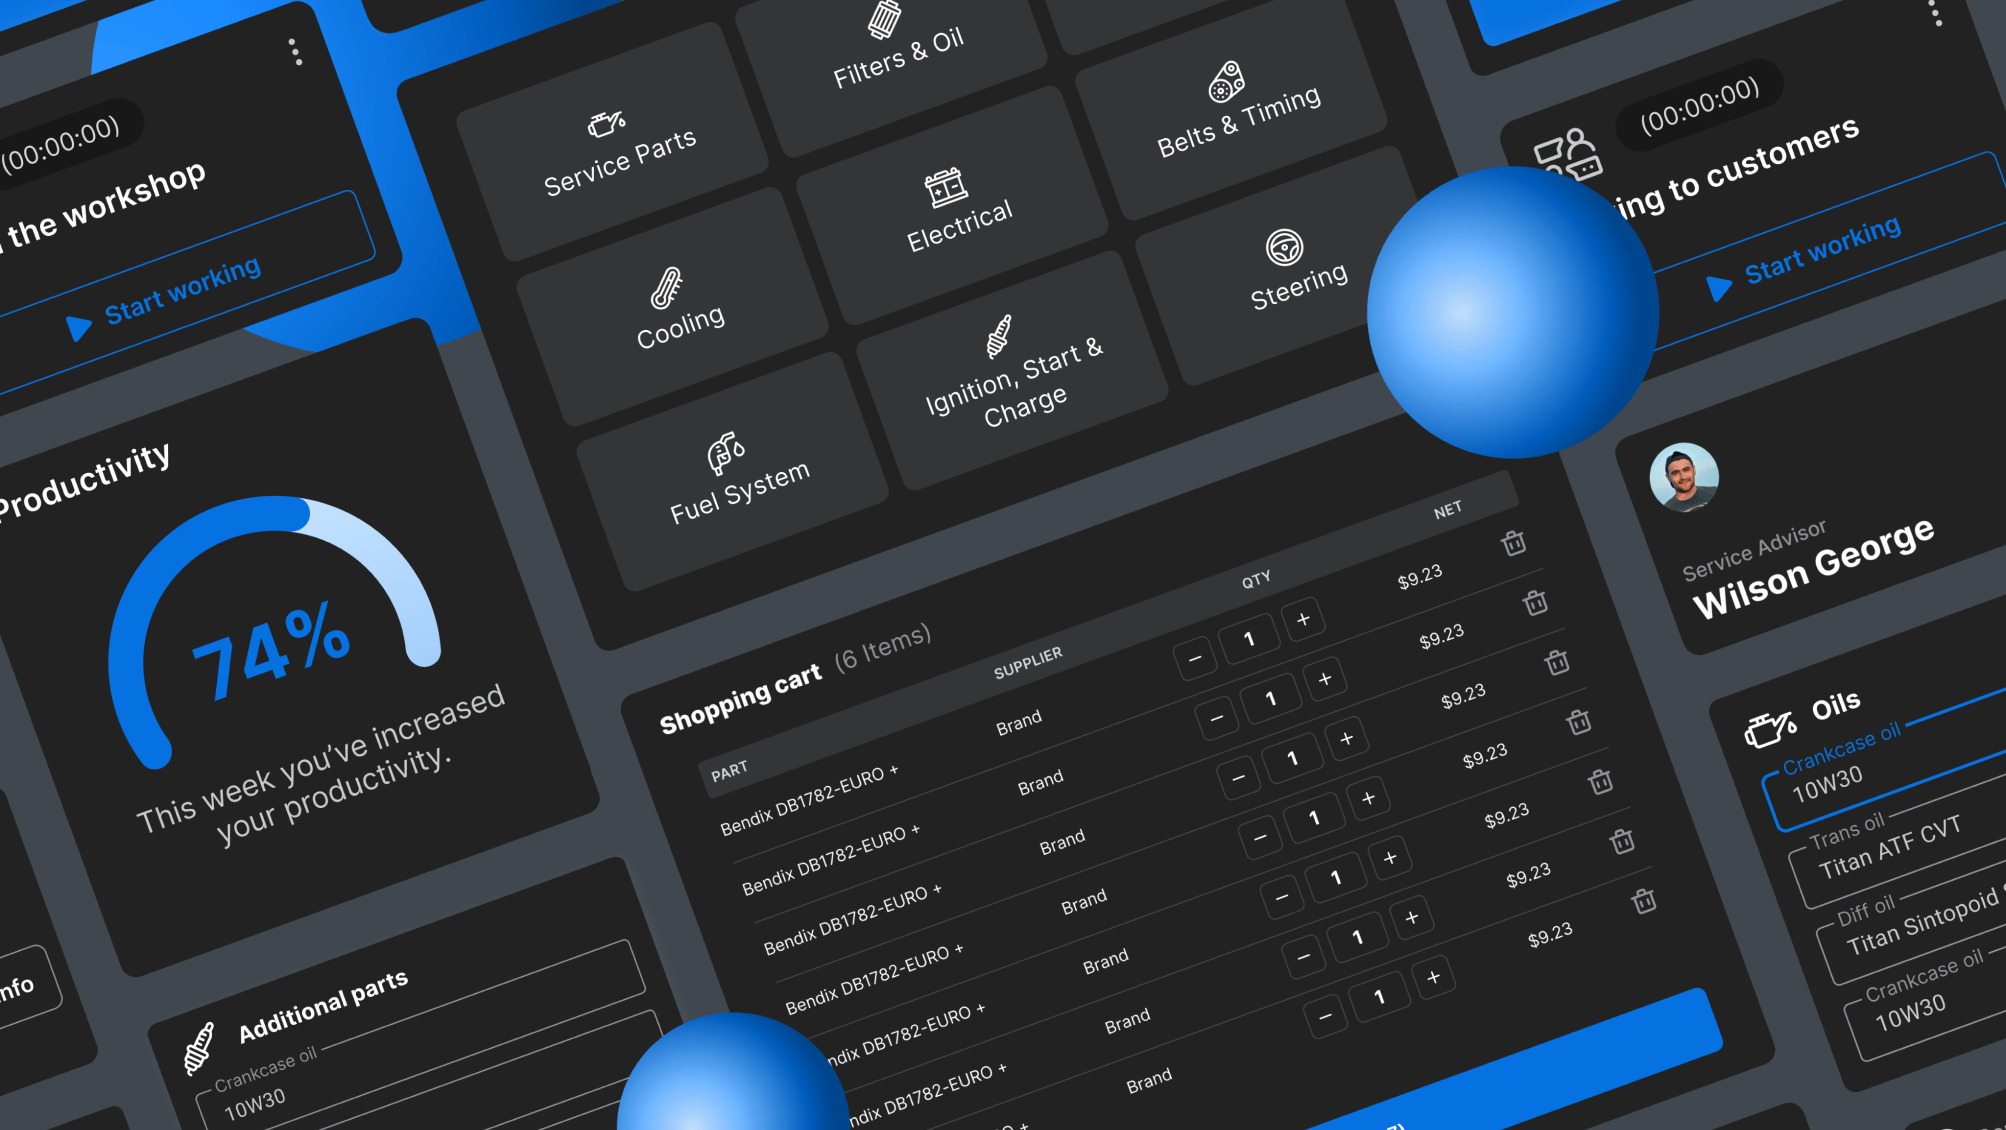 (00:00:00)
the workshop
Start working
Productivity
74%
This week you've increased
your productivity.
Additional parts
Crankcase oil
10W30
Service Parts
Filters & Oil
Cooling
Electrical
Belts & Timing
Fuel System
Ignition, Start &
Charge
Steering
Shopping cart (6 Items)
PART SUPPLIER QTY NET
Bendix DB1782-EURO + Brand − 1 + $9.23
Bendix DB1782-EURO + Brand − 1 + $9.23
Bendix DB1782-EURO + Brand − 1 + $9.23
Bendix DB1782-EURO + Brand − 1 + $9.23
ndix DB1782-EURO + Brand − 1 + $9.23
ndix DB1782-EURO + Brand − 1 + $9.23
+ Brand − 1 + $9.23
(00:00:00)
ing to customers
Start working
Service Advisor
Wilson George
Oils
Crankcase oil
10W30
Trans oil
Titan ATF CVT
Diff oil
Titan Sintopoid
Crankcase oil
10W30